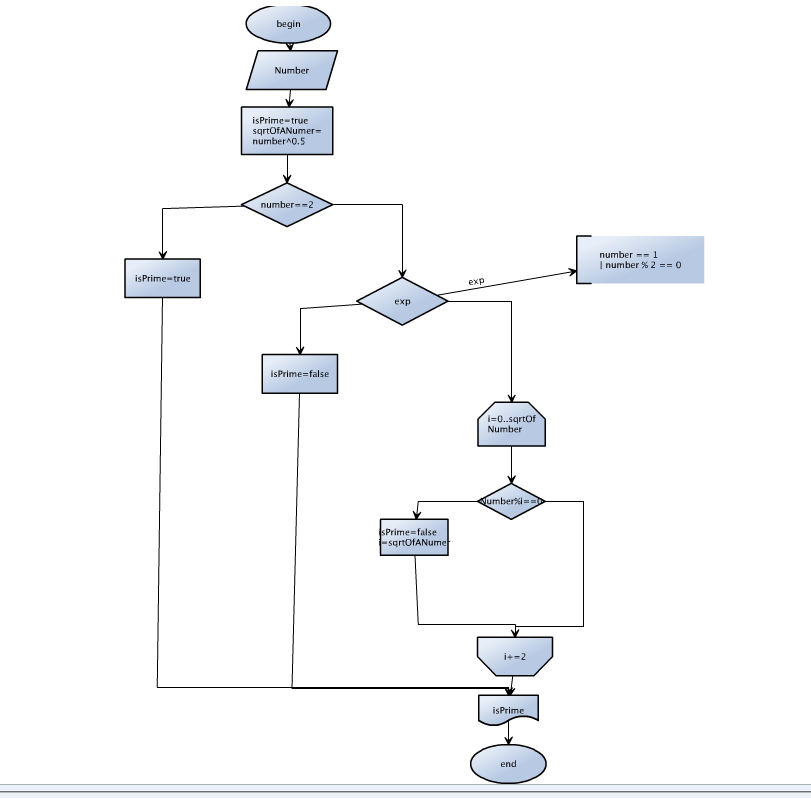 begin
Number
isPrime=true
sqrtOfANumer=
number^0.5
number==2
isPrime=true
exp
exp
number == 1
| number % 2 == 0
isPrime=false
i=0..sqrtOf
Number
Number%i==0
isPrime=false
i=sqrtOfANumer
i+=2
isPrime
end